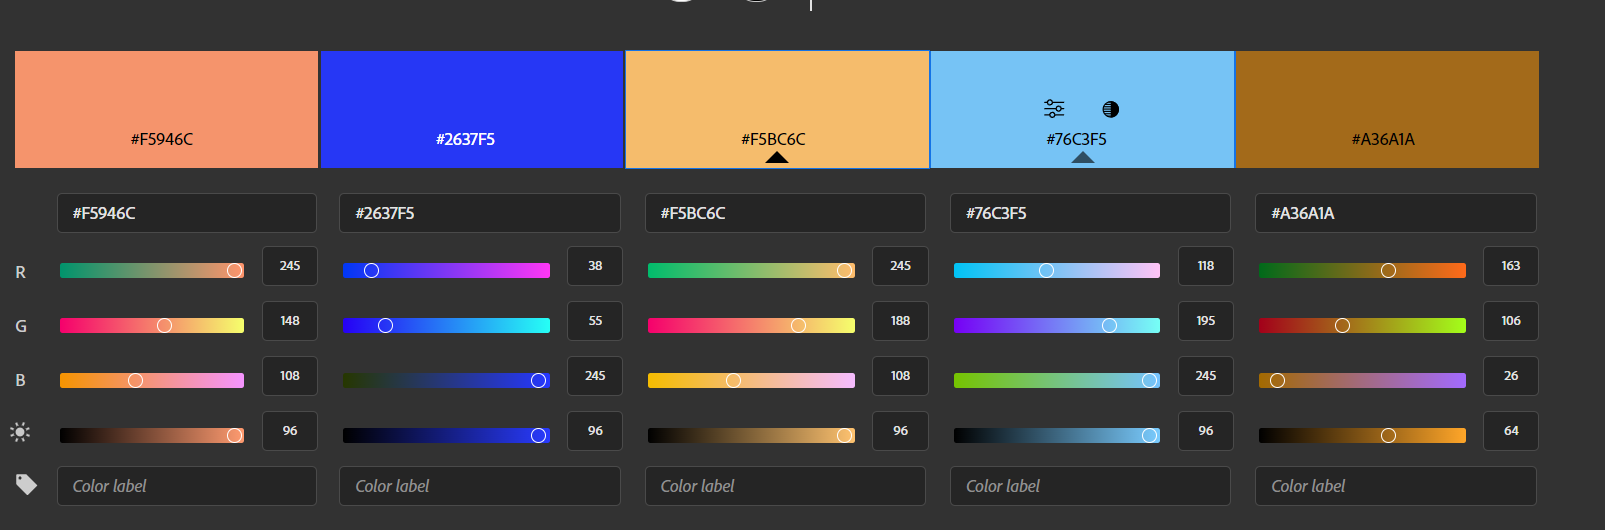 #F5946C #2637F5 #F5BC6C #76C3F5 #A36A1A
#F5946C #2637F5 #F5BC6C #76C3F5 #A36A1A
R 245 38 245 118 163
G 148 55 188 195 106
B 108 245 108 245 26
96 96 96 96 64
Color label Color label Color label Color label Color label